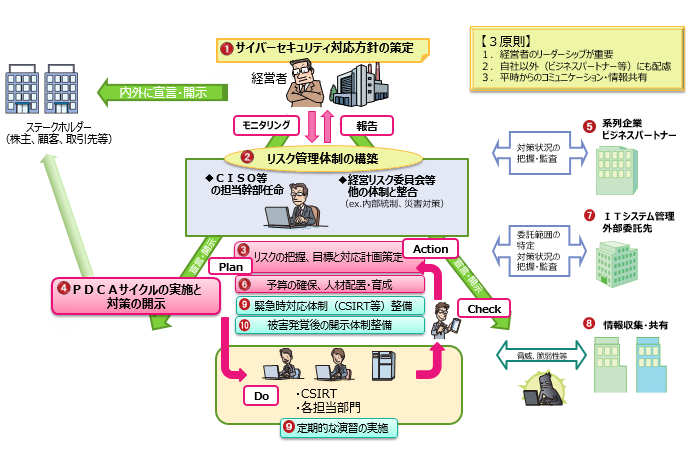 ❶サイバーセキュリティ対応方針の策定
経営者
【３原則】
１．経営者のリーダーシップが重要
２．自社以外（ビジネスパートナー等）にも配慮
３．平時からのコミュニケーション・情報共有
内外に宣言・開示
ステークホルダー
（株主、顧客、取引先等）
モニタリング
報告
❷ リスク管理体制の構築
◆ＣＩＳＯ等
の担当幹部任命
◆経営リスク委員会等
他の体制と整合
（ex.内部統制、災害対策）
❺ 系列企業
ビジネスパートナー
対策状況の
把握・監査
❼ ＩＴシステム管理
外部委託先
委託範囲の
特定
対策状況の
把握・監査
宣言・開示
宣言・開示
Plan
Action
❸リスクの把握、目標と対応計画策定
❹ＰＤＣＡサイクルの実施と
対策の開示
❻ 予算の確保、人材配置・育成
❾ 緊急時対応体制（CSIRT等）整備
❿ 被害発覚後の開示体制整備
Check
❽ 情報収集・共有
脅威、脆弱性等
Do
・CSIRT
・各担当部門
❾定期的な演習の実施